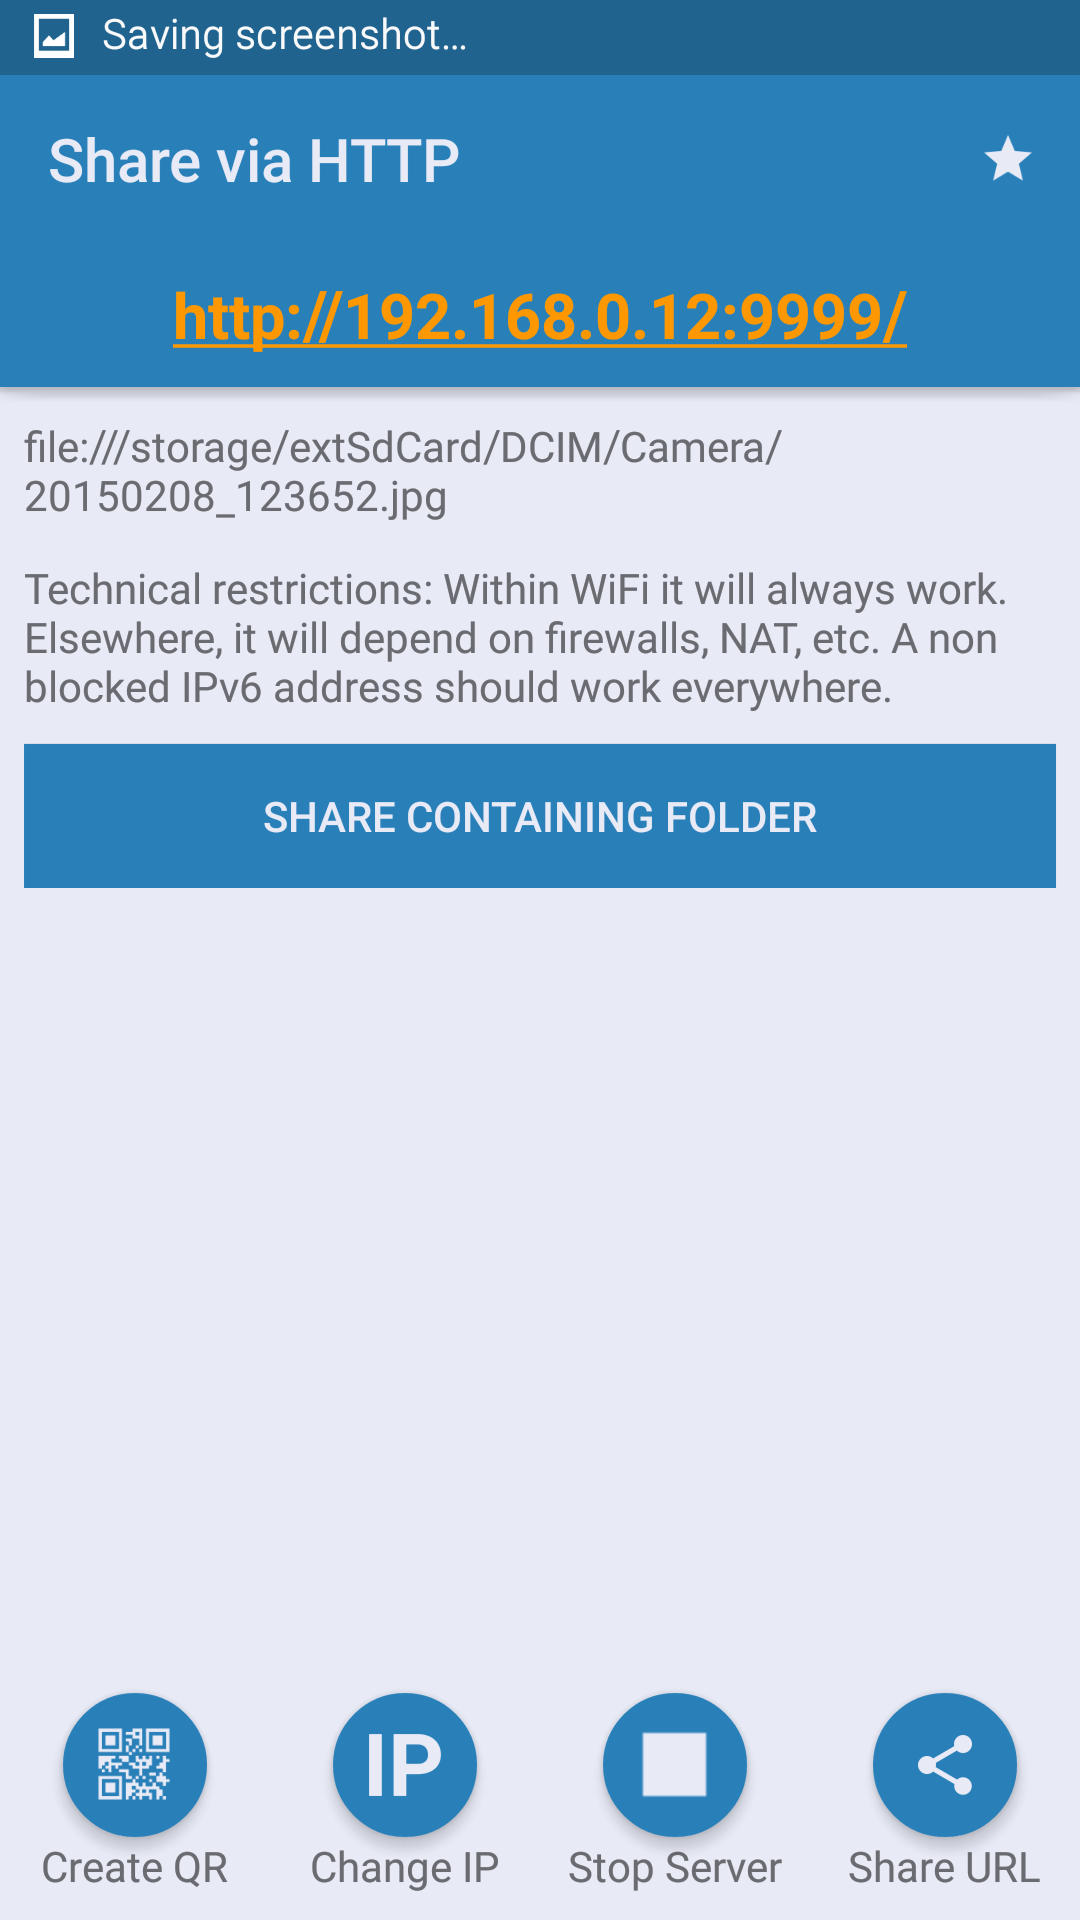 Saving screenshot...
Share via HTTP
http://192.168.0.12:9999/
file:///storage/extSdCard/DCIM/Camera/
20150208_123652.jpg
Technical restrictions: Within WiFi it will always work.
Elsewhere, it will depend on firewalls, NAT, etc. A non
blocked IPv6 address should work everywhere.
SHARE CONTAINING FOLDER
IP
Create QR
Change IP
Stop Server
Share URL